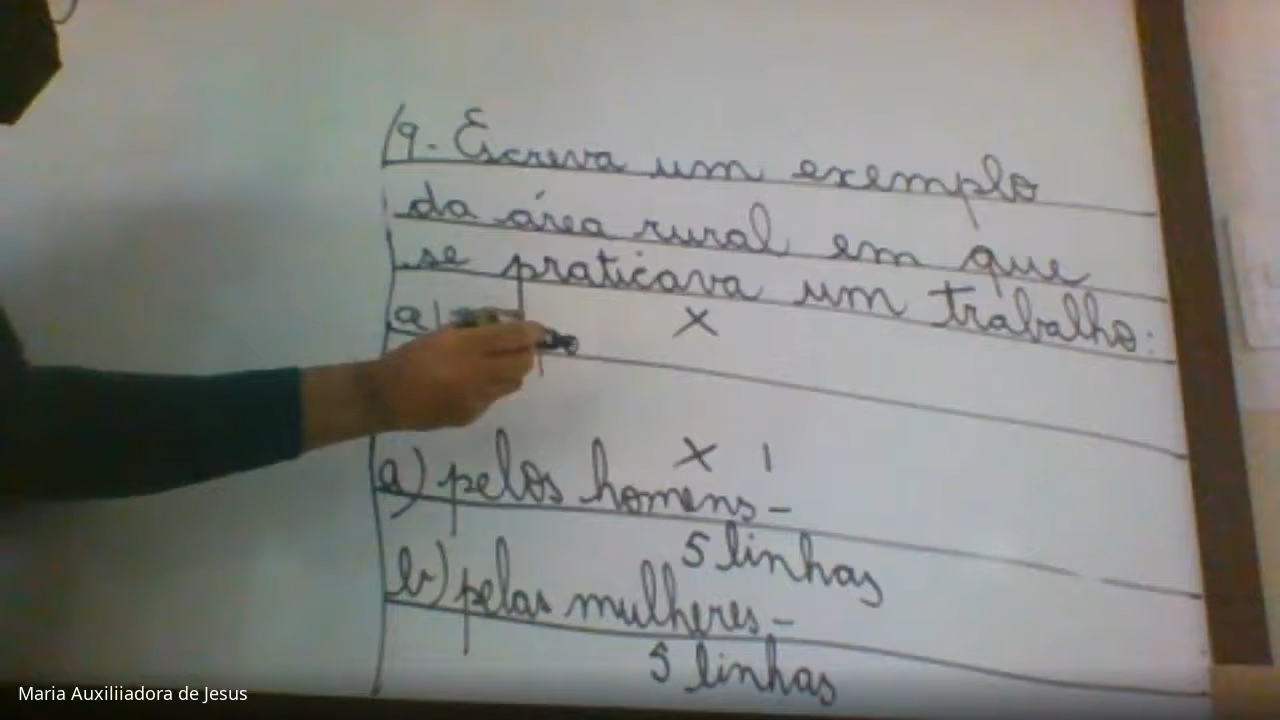 9. Escreva um exemplo
da área rural em que
se praticava um trabalho:
a) X
X 1
a) pelos homens -
5 linhas
b) pelas mulheres -
5 linhas
Maria Auxiliiadora de Jesus